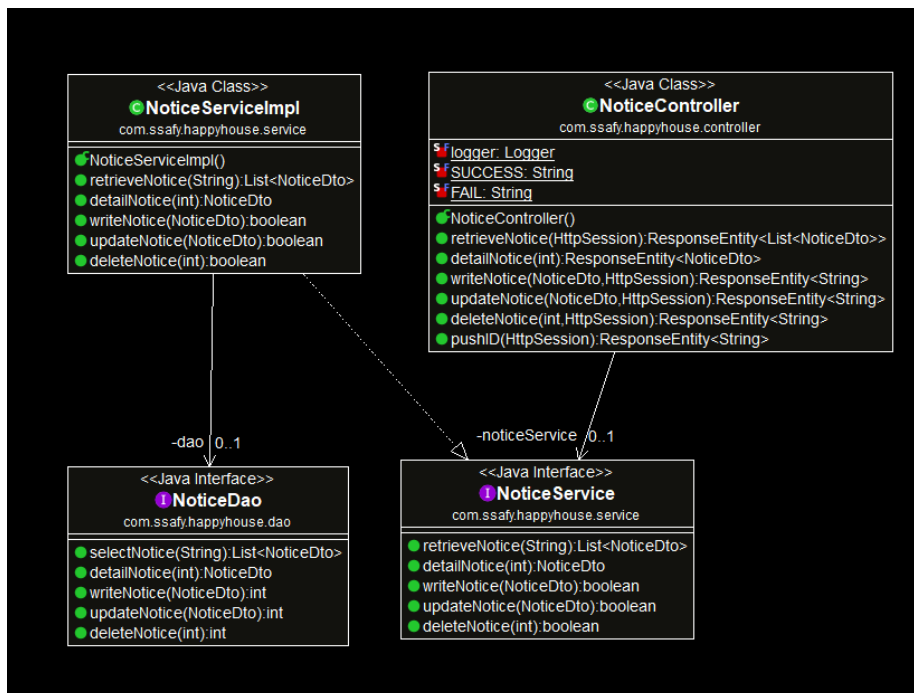 <<Java Class>>
NoticeServiceImpl
com.ssafy.happyhouse.service
NoticeServiceImpl()
retrieveNotice(String):List<NoticeDto>
detailNotice(int):NoticeDto
writeNotice(NoticeDto):boolean
updateNotice(NoticeDto):boolean
deleteNotice(int):boolean
<<Java Class>>
NoticeController
com.ssafy.happyhouse.controller
logger: Logger
SUCCESS: String
FAIL: String
NoticeController()
retrieveNotice(HttpSession):ResponseEntity<List<NoticeDto>>
detailNotice(int):ResponseEntity<NoticeDto>
writeNotice(NoticeDto,HttpSession):ResponseEntity<String>
updateNotice(NoticeDto,HttpSession):ResponseEntity<String>
deleteNotice(int,HttpSession):ResponseEntity<String>
pushID(HttpSession):ResponseEntity<String>
-dao 0..1
-noticeService 0..1
<<Java Interface>>
NoticeDao
com.ssafy.happyhouse.dao
selectNotice(String):List<NoticeDto>
detailNotice(int):NoticeDto
writeNotice(NoticeDto):int
updateNotice(NoticeDto):int
deleteNotice(int):int
<<Java Interface>>
NoticeService
com.ssafy.happyhouse.service
retrieveNotice(String):List<NoticeDto>
detailNotice(int):NoticeDto
writeNotice(NoticeDto):boolean
updateNotice(NoticeDto):boolean
deleteNotice(int):boolean